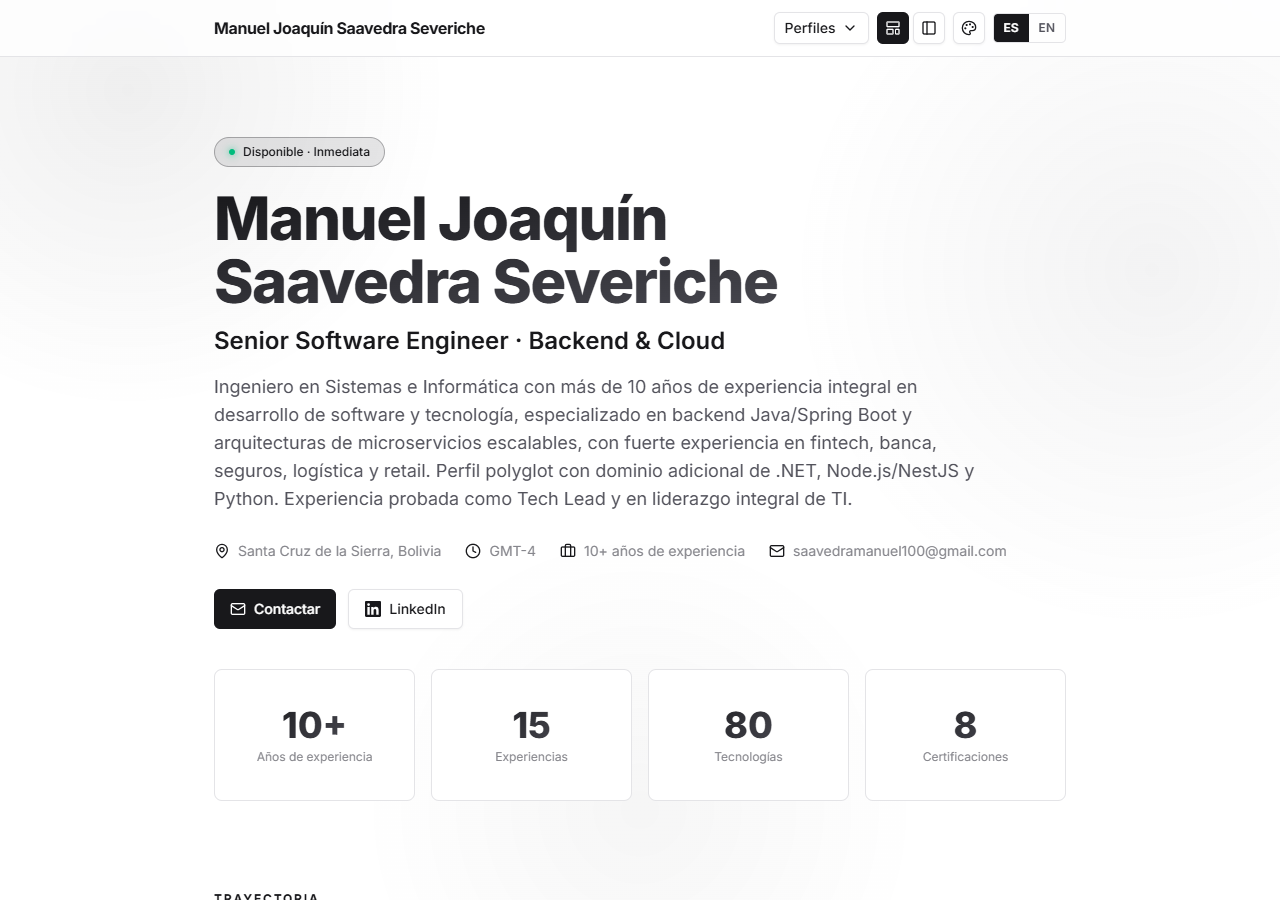 Manuel Joaquín Saavedra Severiche
Perfiles
ES
EN
Disponible · Inmediata
Manuel Joaquín
Saavedra Severiche
Senior Software Engineer · Backend & Cloud
Ingeniero en Sistemas e Informática con más de 10 años de experiencia integral en
desarrollo de software y tecnología, especializado en backend Java/Spring Boot y
arquitecturas de microservicios escalables, con fuerte experiencia en fintech, banca,
seguros, logística y retail. Perfil polyglot con dominio adicional de .NET, Node.js/NestJS y
Python. Experiencia probada como Tech Lead y en liderazgo integral de TI.
Santa Cruz de la Sierra, Bolivia
GMT-4
10+ años de experiencia
saavedramanuel100@gmail.com
Contactar
LinkedIn
10+
Años de experiencia
15
Experiencias
80
Tecnologías
8
Certificaciones
TRAYECTORIA